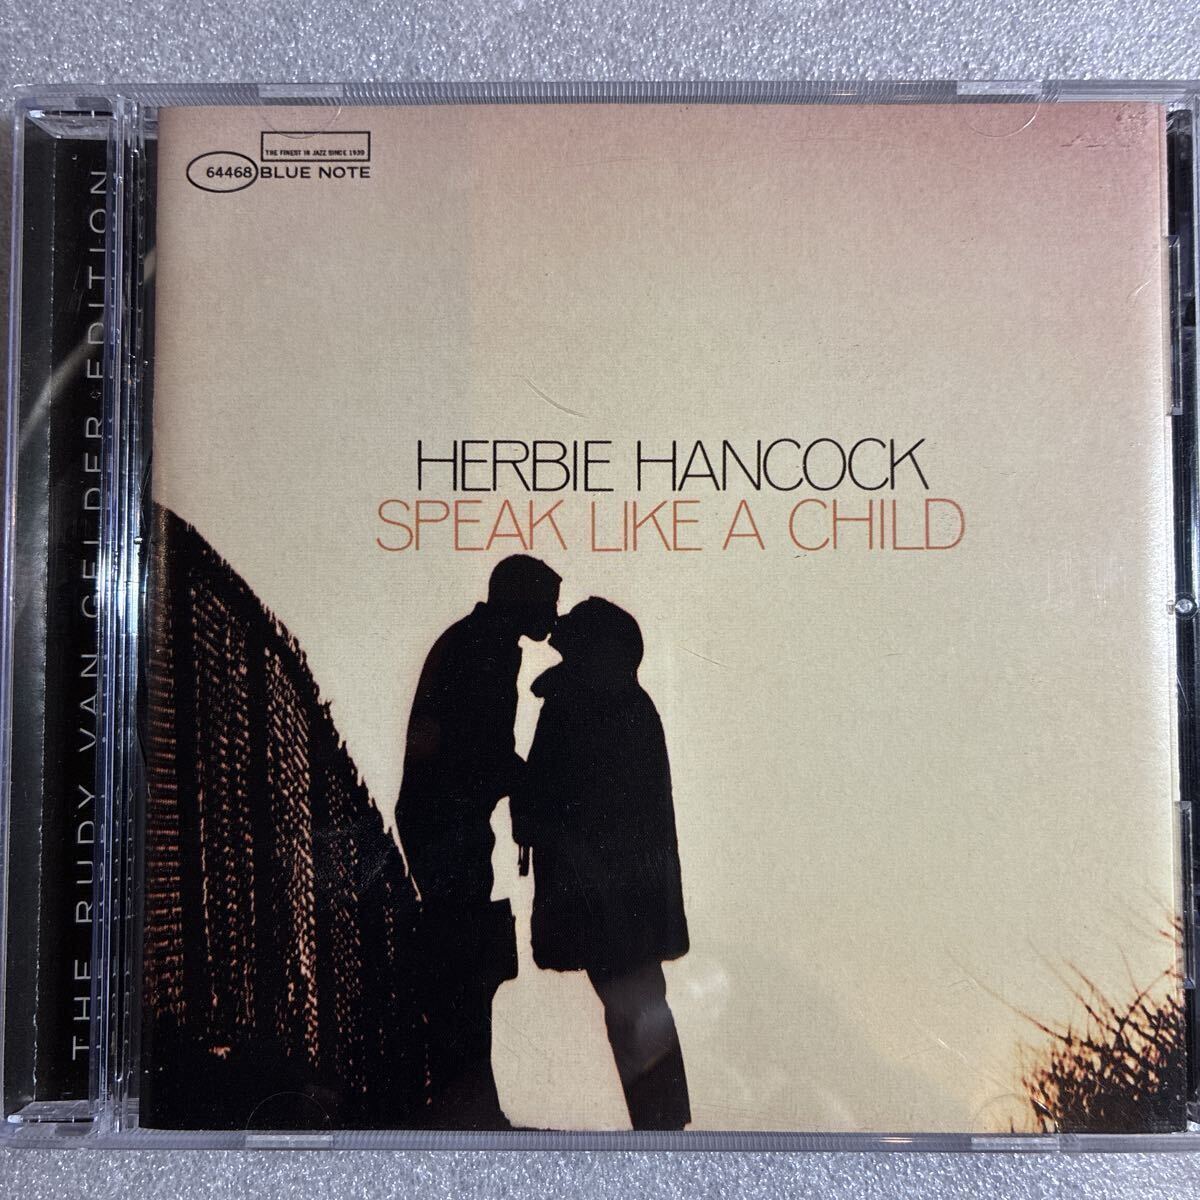 THE FINEST IN JAZZ SINCE 1939
64468 BLUE NOTE
HERBIE HANCOCK
SPEAK LIKE A CHILD
THE RUDY VAN GELDER EDITION